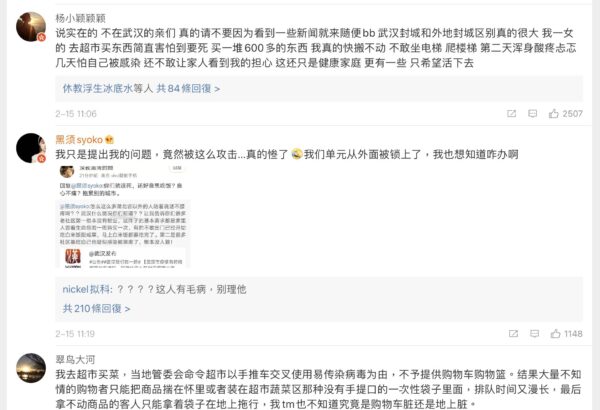 杨小颖颖颖
说实在的 不在武汉的亲们 真的请不要因为看到一些新闻就来随便bb 武汉封城和外地封城区别真的很大 我一女
的 去超市买东西简直害怕到要死 买一堆600多的东西 我真的快搬不动 不敢坐电梯 爬楼梯 第二天浑身酸疼忐忑
几天怕自己被感染 还不敢让家人看到我的担心 这还只是健康家庭 更有一些 只希望活下去
休教浮生冰底水等人 共84條回復 >
2-15 11:06
2507
黑须syoko
我只是提出我的问题，竟然被这么攻击...真的惨了 我们单元从外面被锁上了，我也想知道咋办啊
@武汉发布
nickel拟科: ？？？？这人有毛病，别理他
共210條回復 >
2-15 11:19
1148
翠鸟大河
我去超市买菜，当地管委会命令超市以手推车交叉使用易传染病毒为由，不予提供购物车购物篮。结果大量不知
情的购物者只能把商品揣在怀里或者装在超市蔬菜区那种没有手提口的一次性袋子里面，排队时间又漫长，最后
拿不动商品的客人只能拿着袋子在地上拖行，我tm也不知道究竟是购物车脏还是地上脏。